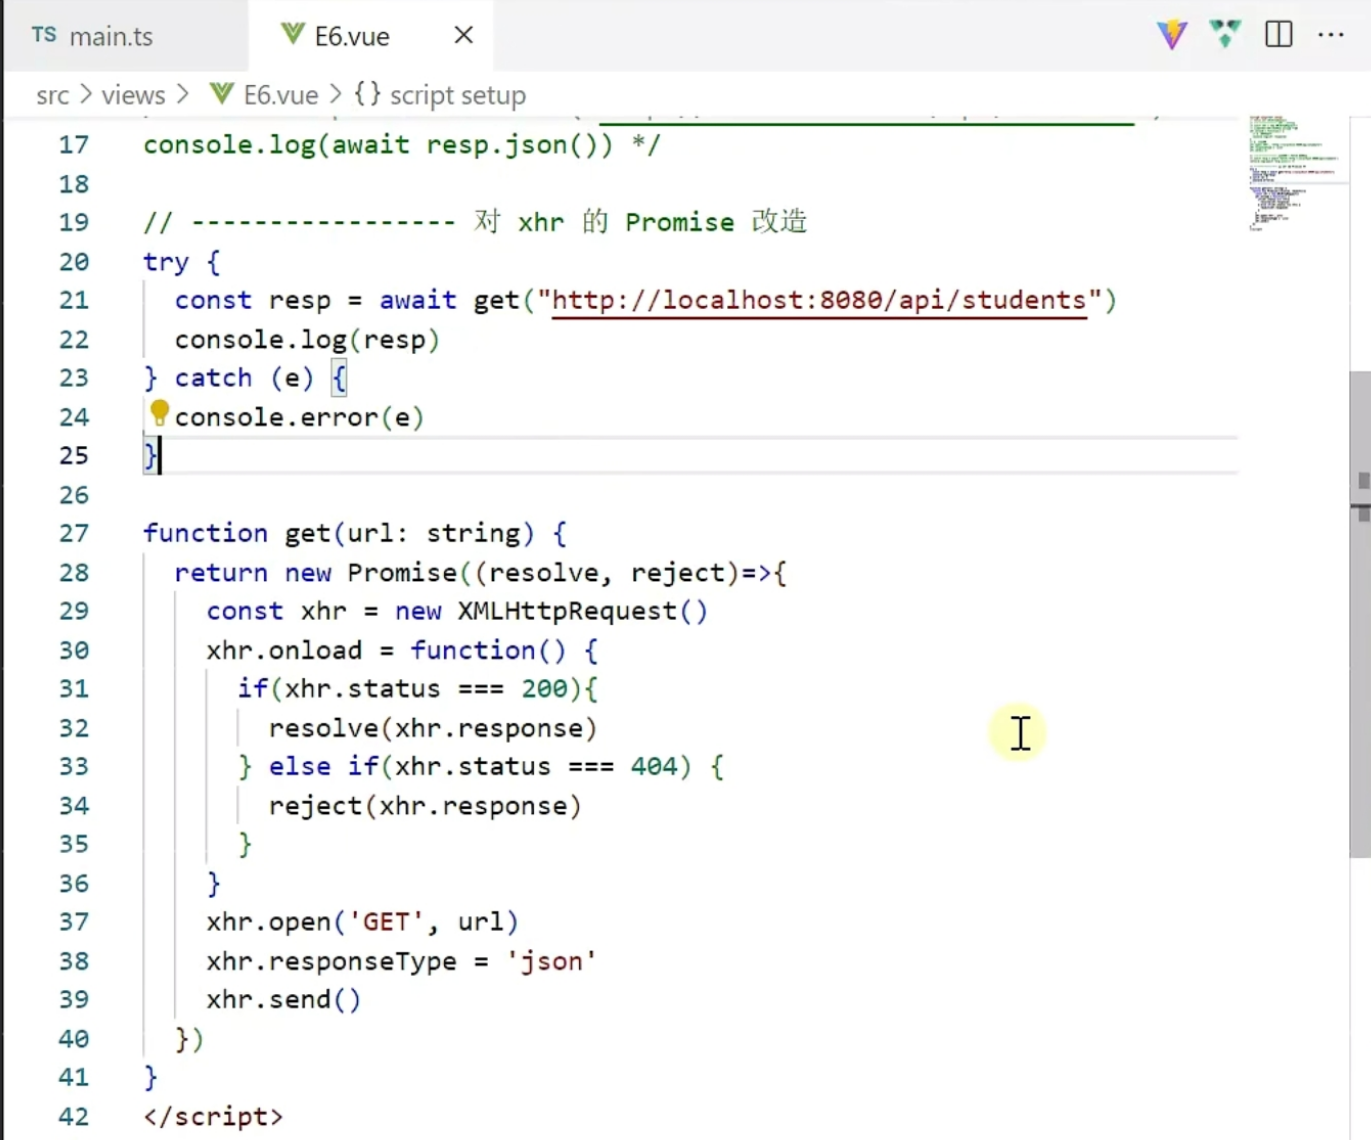 TS main.ts
E6.vue
src > views > E6.vue > {} script setup
17 console.log(await resp.json()) */
18
19 // ----------------- 对 xhr 的 Promise 改造
20 try {
21   const resp = await get("http://localhost:8080/api/students")
22   console.log(resp)
23 } catch (e) {
24   console.error(e)
25 }
26
27 function get(url: string) {
28   return new Promise((resolve, reject)=>{
29     const xhr = new XMLHttpRequest()
30     xhr.onload = function() {
31       if(xhr.status === 200){
32         resolve(xhr.response)
33       } else if(xhr.status === 404) {
34         reject(xhr.response)
35       }
36     }
37     xhr.open('GET', url)
38     xhr.responseType = 'json'
39     xhr.send()
40   })
41 }
42 </script>